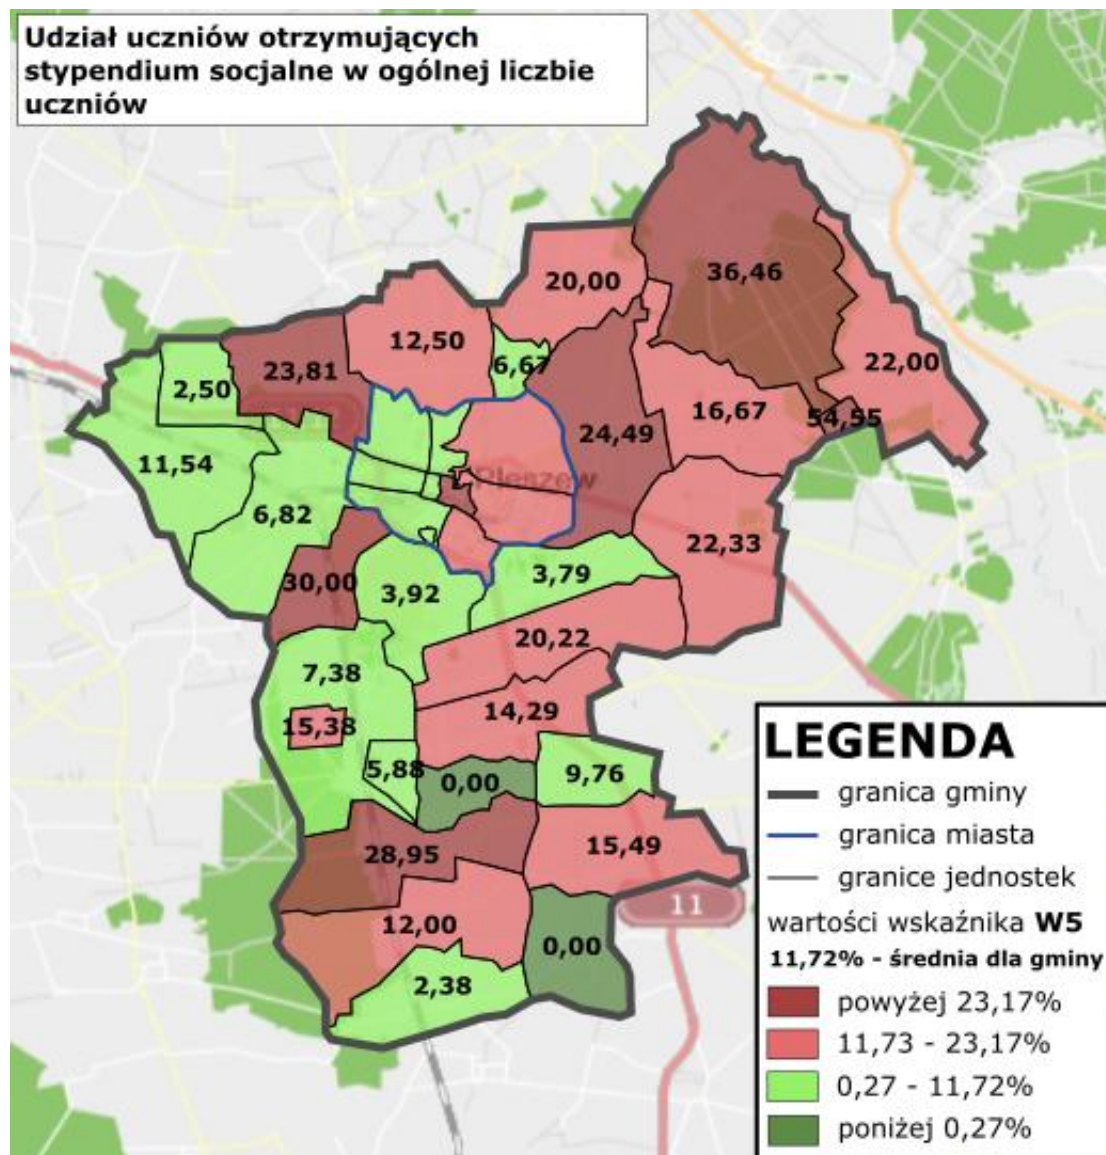 Udział uczniów otrzymujących
stypendium socjalne w ogólnej liczbie
uczniów
36,46
20,00
12,50
22,00
6,67
23,81
2,50
16,67
54,55
24,49
11,54
Pleszew
6,82
22,33
3,79
30,00
3,92
20,22
7,38
14,29
15,38
5,88
0,00
9,76
15,49
28,95
12,00
0,00
2,38
11
LEGENDA
granica gminy
granica miasta
granice jednostek
wartości wskaźnika W5
11,72% - średnia dla gminy
powyżej 23,17%
11,73 - 23,17%
0,27 - 11,72%
poniżej 0,27%